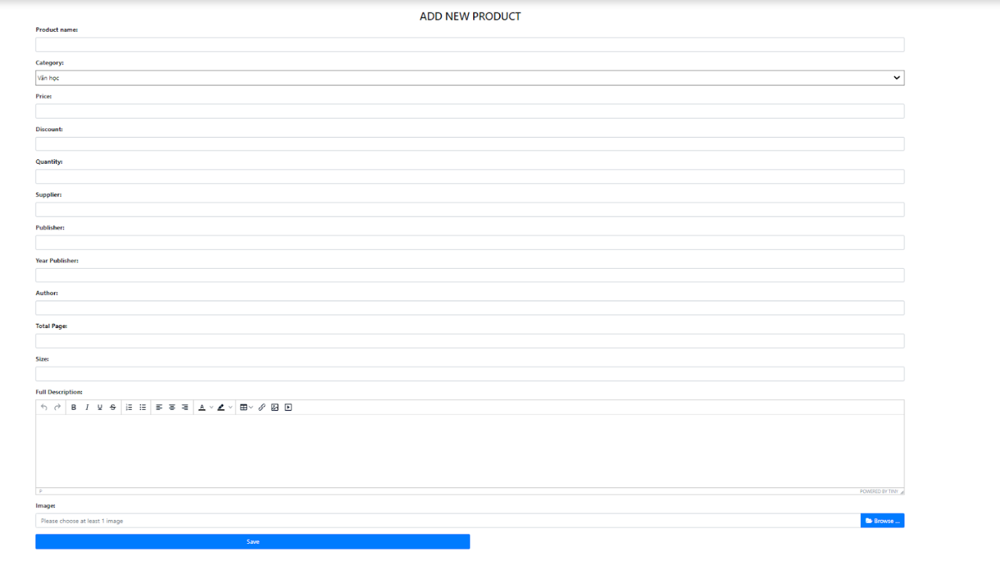 ADD NEW PRODUCT
Product name:
Category:
Văn học
Price:
Discount:
Quantity:
Supplier:
Publisher:
Year Publisher:
Author:
Total Page:
Size:
Full Description:
B I U S A
P POWERED BY TINY
Image:
Please choose at least 1 image Browse ...
Save